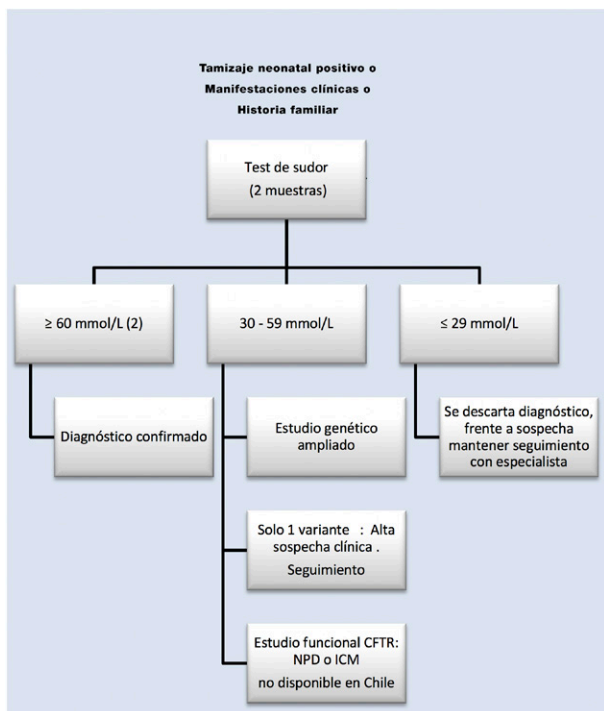 Tamizaje neonatal positivo o
Manifestaciones clínicas o
Historia familiar
Test de sudor
(2 muestras)
≥ 60 mmol/L (2)
30 - 59 mmol/L
≤ 29 mmol/L
Diagnóstico confirmado
Estudio genético
ampliado
Se descarta diagnóstico,
frente a sospecha
mantener seguimiento
con especialista
Solo 1 variante : Alta
sospecha clínica .
Seguimiento
Estudio funcional CFTR:
NPD o ICM
no disponible en Chile